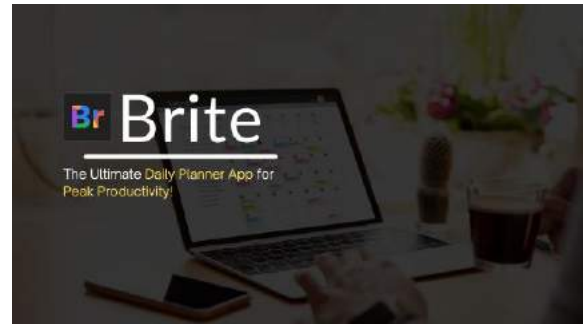 Br Brite
The Ultimate Daily Planner App for
Peak Productivity!